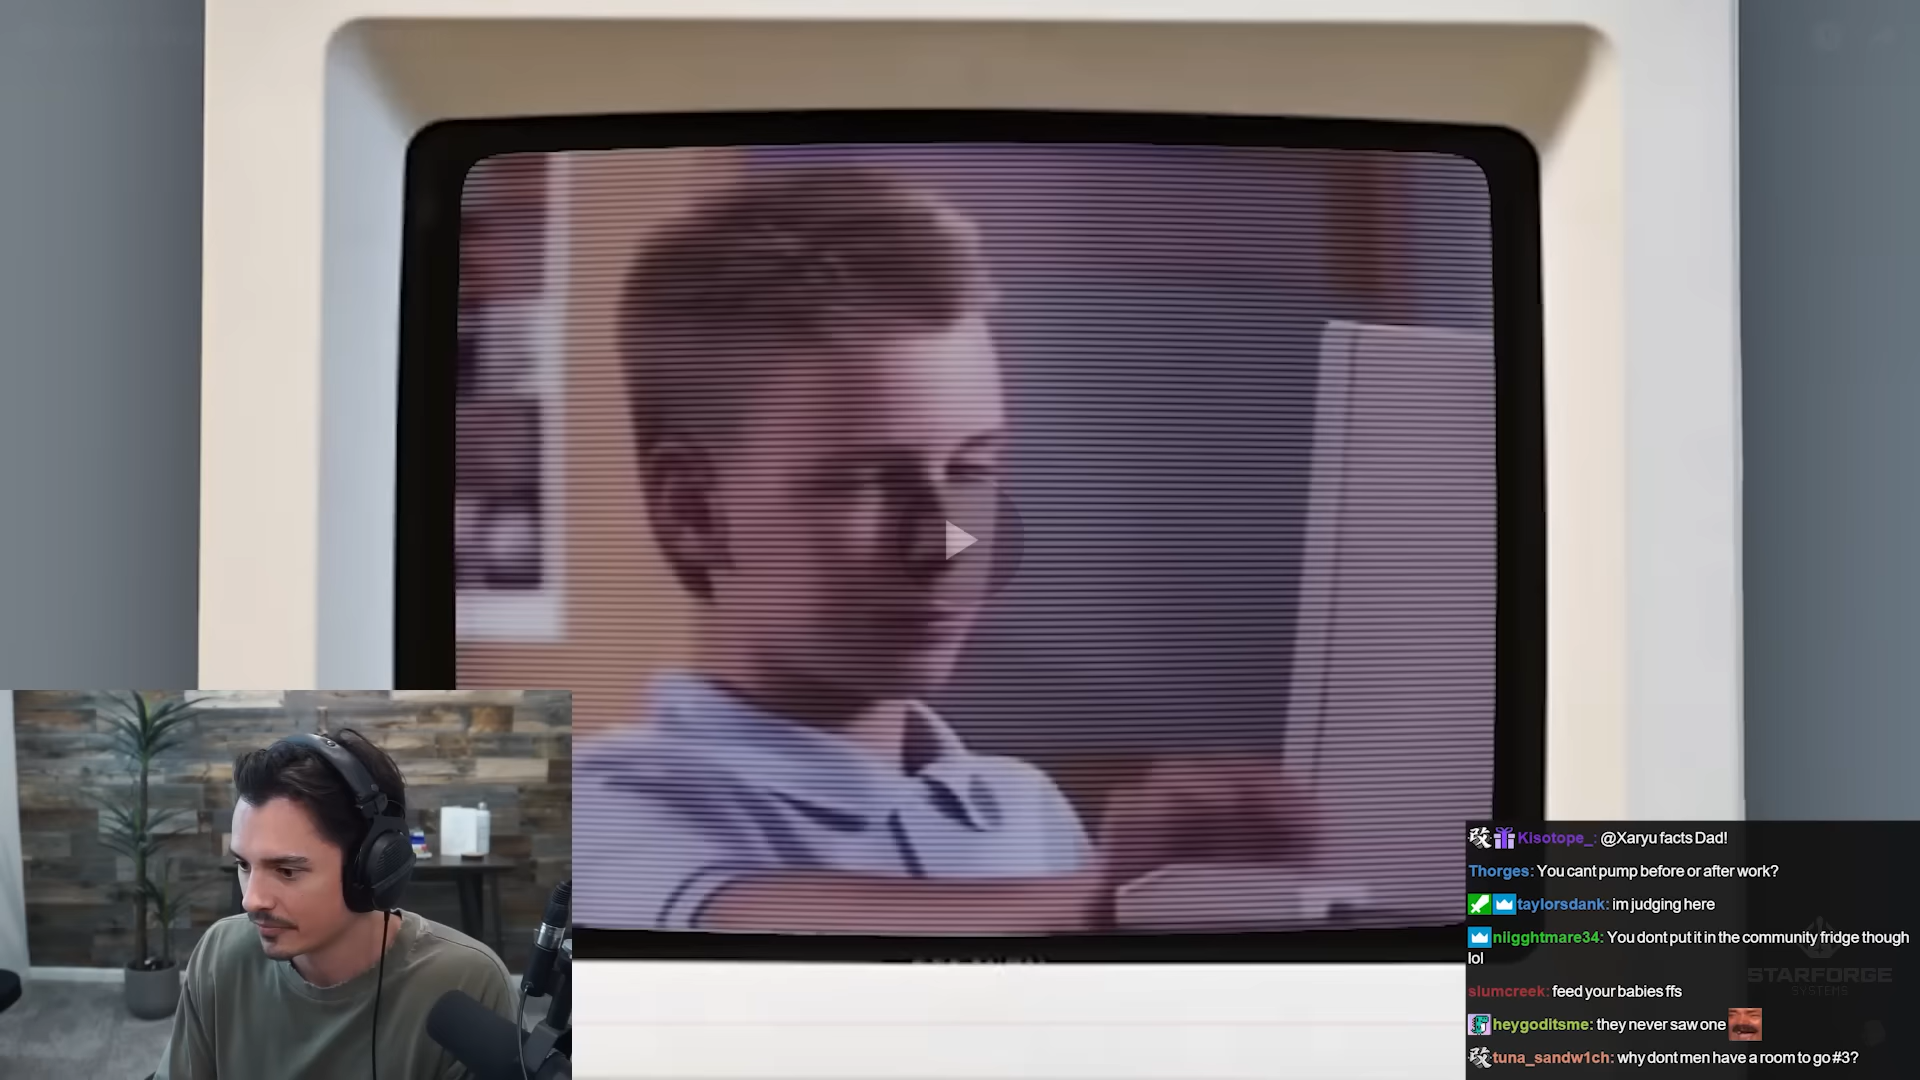 Kisotope_: @Xaryu facts Dad!
Thorges: You cant pump before or after work?
taylorsdank: im judging here
niigghtmare34: You dont put it in the community fridge though
lol
slumcreek: feed your babies ffs
STARFORGE
SYSTEMS
heygoditsme: they never saw one
tuna_sandw1ch: why dont men have a room to go #3?